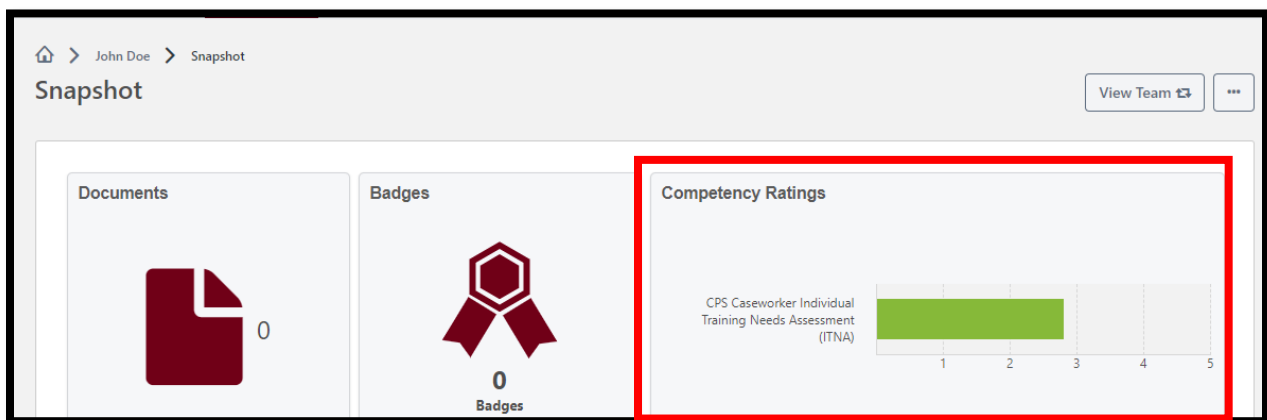 John Doe Snapshot
Snapshot
View Team
Documents
0
Badges
0
Badges
Competency Ratings
CPS Caseworker Individual
Training Needs Assessment
(ITNA)
1 2 3 4 5